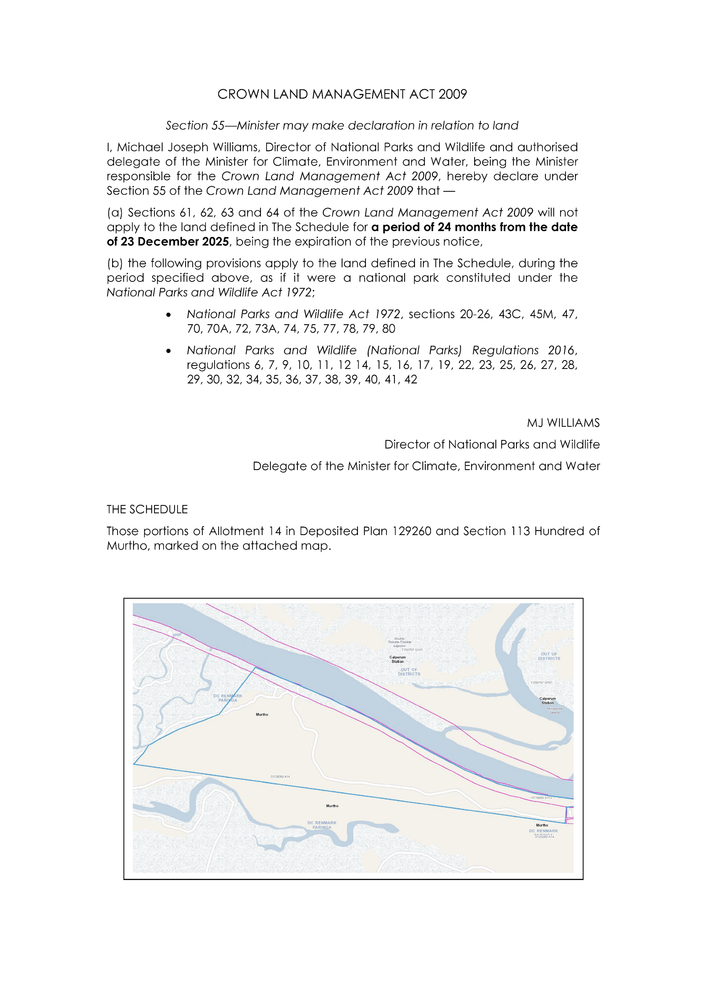 CROWN LAND MANAGEMENT ACT 2009
Section 55—Minister may make declaration in relation to land
I, Michael Joseph Williams, Director of National Parks and Wildlife and authorised
delegate of the Minister for Climate, Environment and Water, being the Minister
responsible for the Crown Land Management Act 2009, hereby declare under
Section 55 of the Crown Land Management Act 2009 that —
(a) Sections 61, 62, 63 and 64 of the Crown Land Management Act 2009 will not
apply to the land defined in The Schedule for a period of 24 months from the date
of 23 December 2025, being the expiration of the previous notice,
(b) the following provisions apply to the land defined in The Schedule, during the
period specified above, as if it were a national park constituted under the
National Parks and Wildlife Act 1972;
• National Parks and Wildlife Act 1972, sections 20-26, 43C, 45M, 47,
70, 70A, 72, 73A, 74, 75, 77, 78, 79, 80
• National Parks and Wildlife (National Parks) Regulations 2016,
regulations 6, 7, 9, 10, 11, 12 14, 15, 16, 17, 19, 22, 23, 25, 26, 27, 28,
29, 30, 32, 34, 35, 36, 37, 38, 39, 40, 41, 42
MJ WILLIAMS
Director of National Parks and Wildlife
Delegate of the Minister for Climate, Environment and Water
THE SCHEDULE
Those portions of Allotment 14 in Deposited Plan 129260 and Section 113 Hundred of
Murtho, marked on the attached map.
Double
Thookle-Thookle
Lagoons
F250707 Q107
Calperum
Station
OUT OF
DISTRICTS
OUT OF
DISTRICTS
F250707 Q107
Calperum
Station
Horseshoe
Swamp
DC RENMARK
PARINGA
Murtho
D129260 A14
H710600 S113
Murtho
DC RENMARK
PARINGA
Murtho
DC RENMARK
D129260 A14